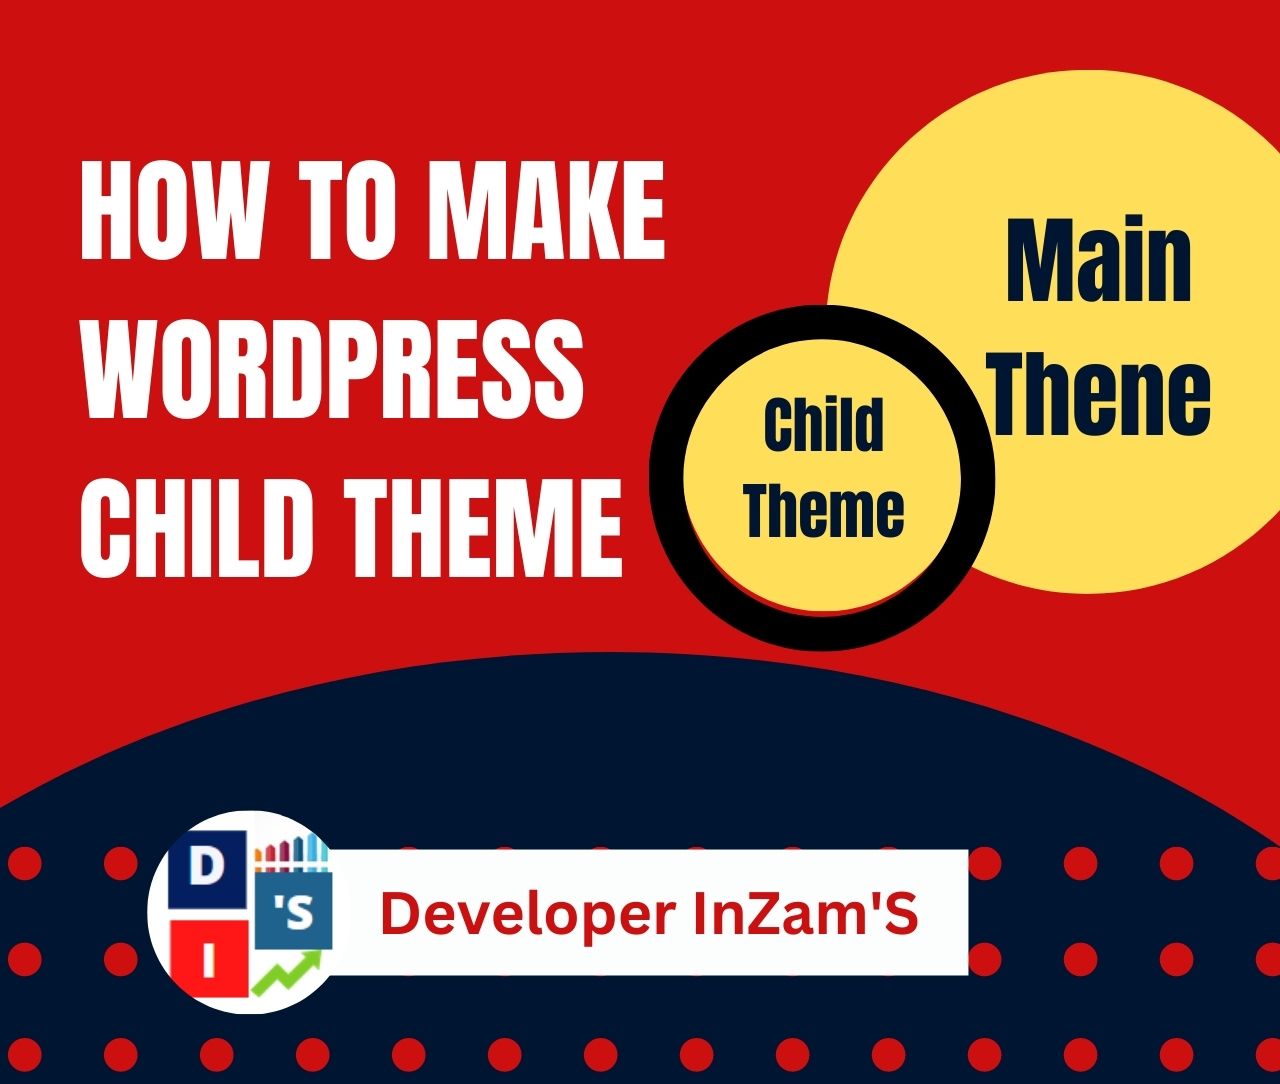 HOW TO MAKE
WORDPRESS
CHILD THEME
Main
Thene
Child
Theme
D
'S
I
Developer InZam'S